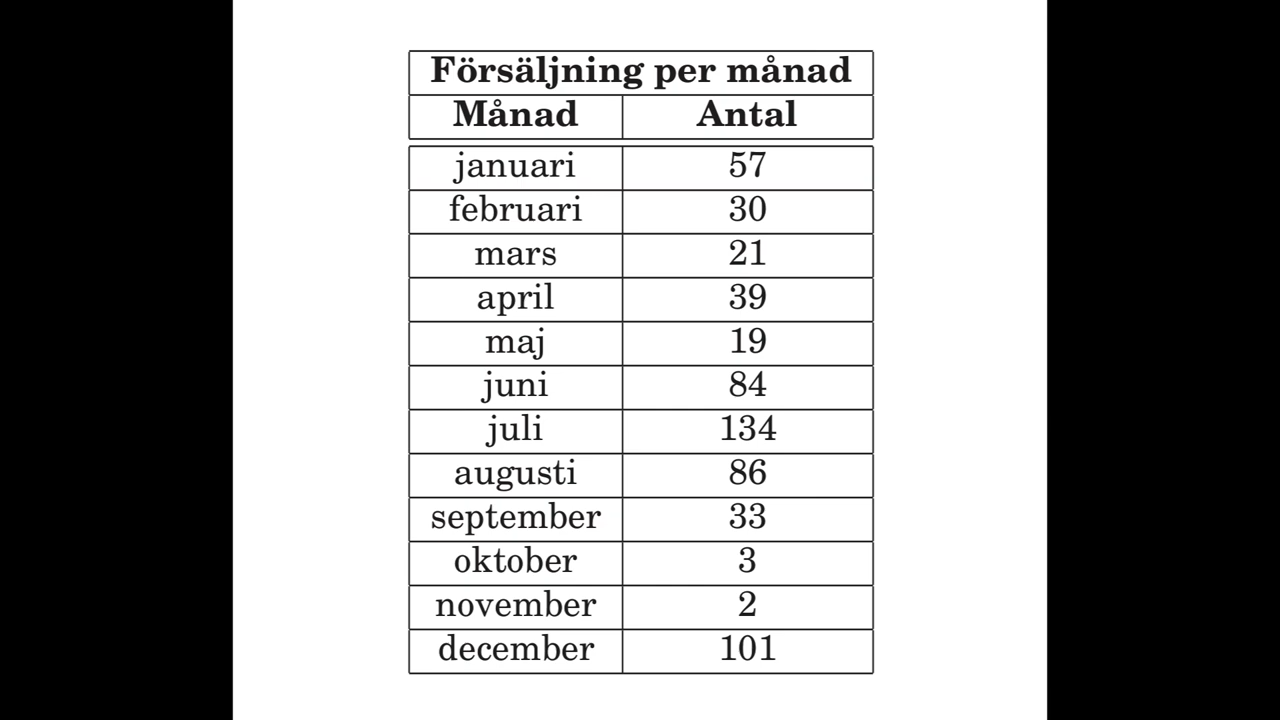 Försäljning per månad
Månad Antal
januari 57
februari 30
mars 21
april 39
maj 19
juni 84
juli 134
augusti 86
september 33
oktober 3
november 2
december 101